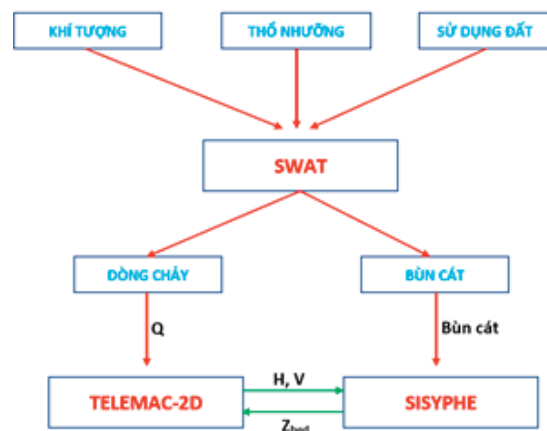 KHÍ TƯỢNG
THỔ NHƯỠNG
SỬ DỤNG ĐẤT
SWAT
DÒNG CHẢY
BÙN CÁT
Q
Bùn cát
H, V
TELEMAC-2D
SISYPHE
Zbed